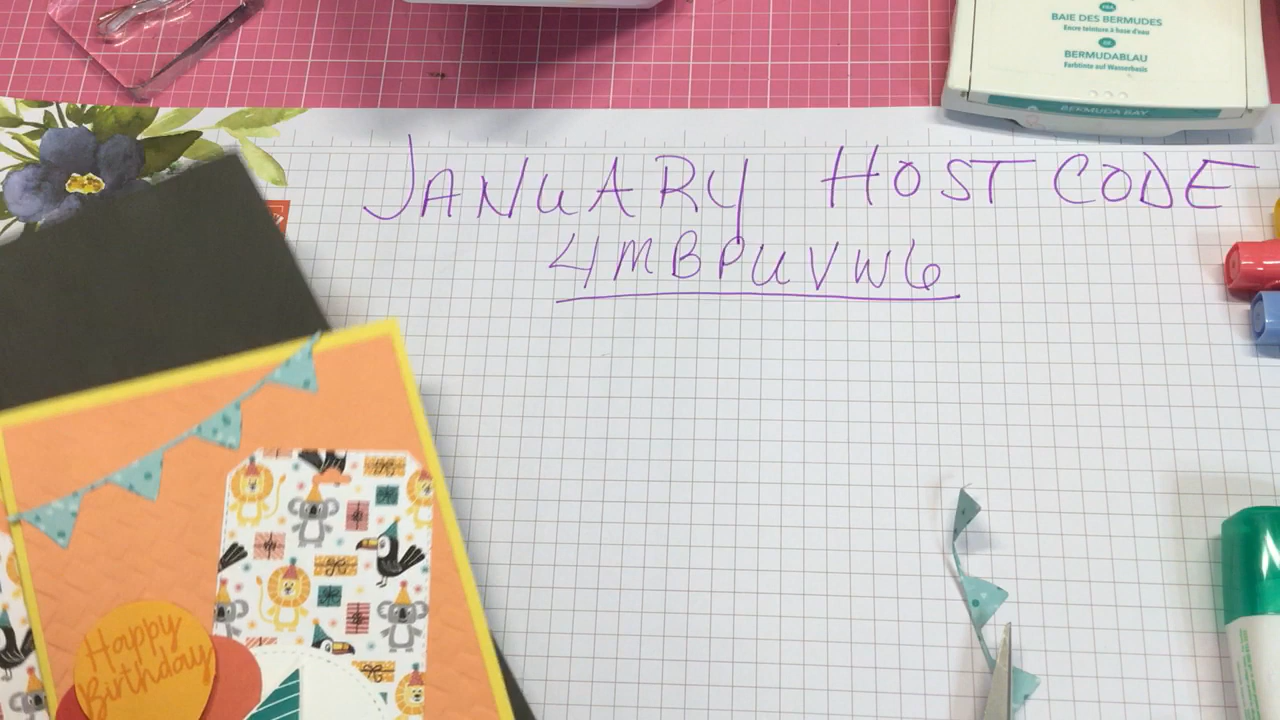 BAIE DES BERMUDES
Encre teinture à base d'eau
DE
BERMUDABLAU
Farbtinte auf Wasserbasis
BERMUDA BAY
JANUARY HOST CODE
4MBPUVW6
Happy
Birthday